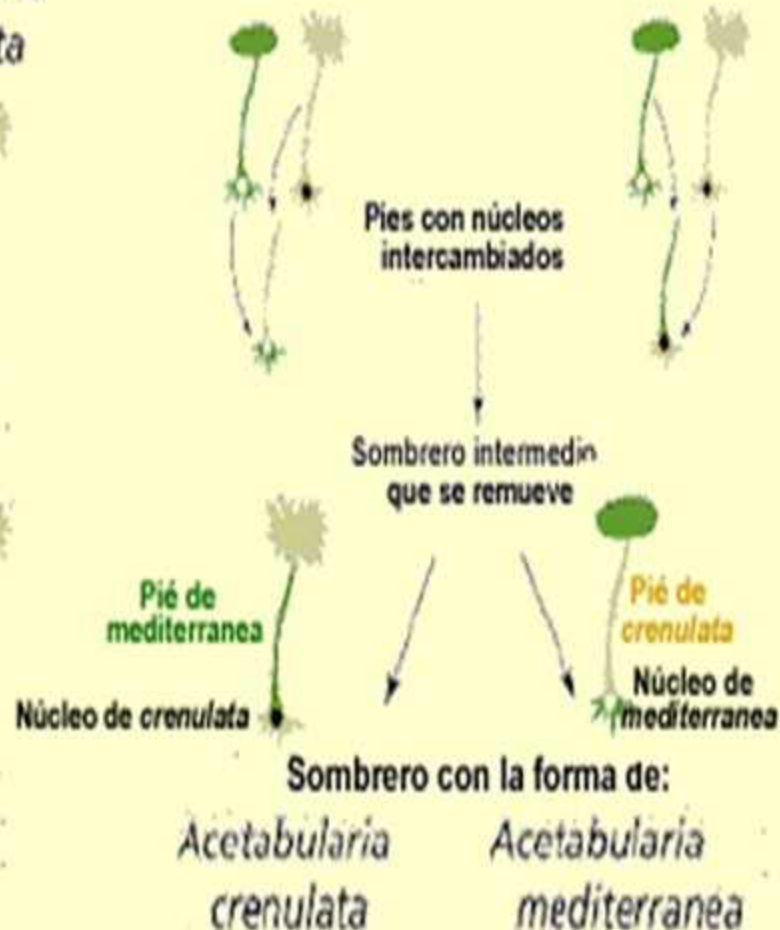 ta
Pies con núcleos
intercambiados
Sombrero intermedio
que se remueve
Pié de
mediterranea
Pié de
crenulata
Núcleo de crenulata
Núcleo de
mediterranea
Sombrero con la forma de:
Acetabularia
crenulata
Acetabularia
mediterranea